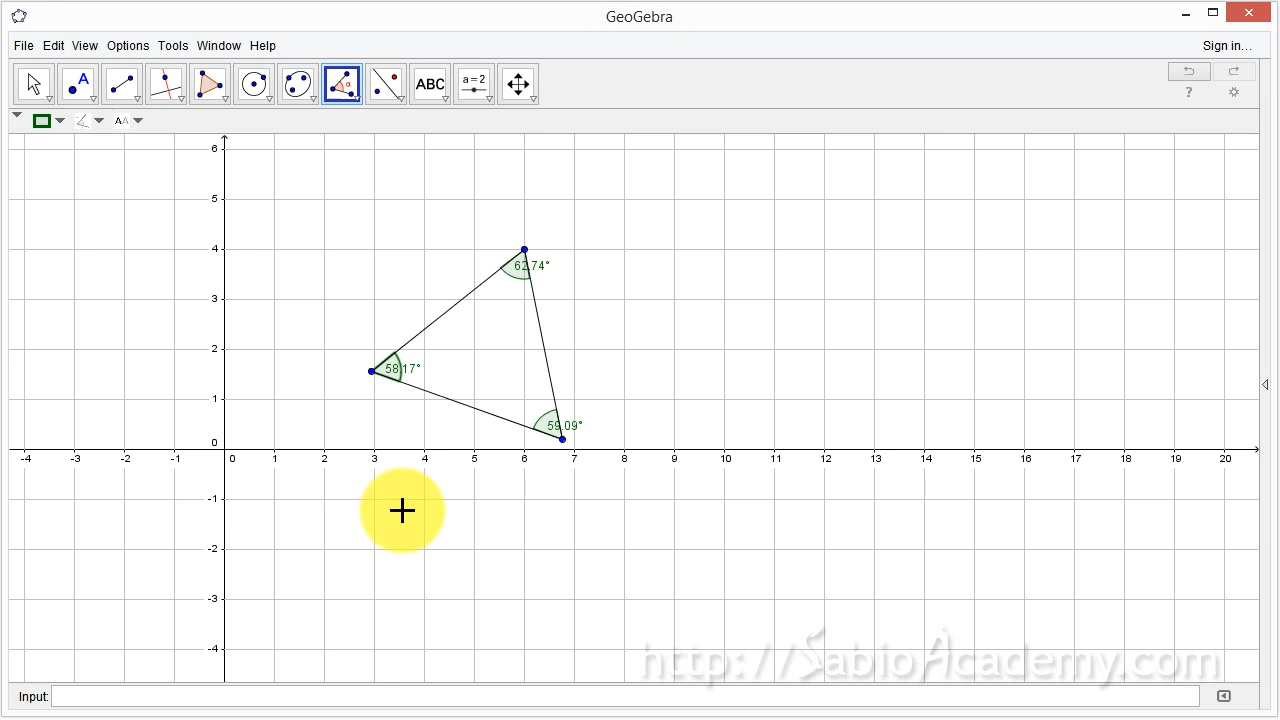 GeoGebra
File Edit View Options Tools Window Help Sign in...
A α ABC a=2
? 
AA
6
5
4
3
2
1
0
-4 -3 -2 -1 0 1 2 3 4 5 6 7 8 9 10 11 12 13 14 15 16 17 18 19 20
-1
-2
-3
-4
62.74°
58.17°
59.09°
http://SabioAcademy.com
Input: